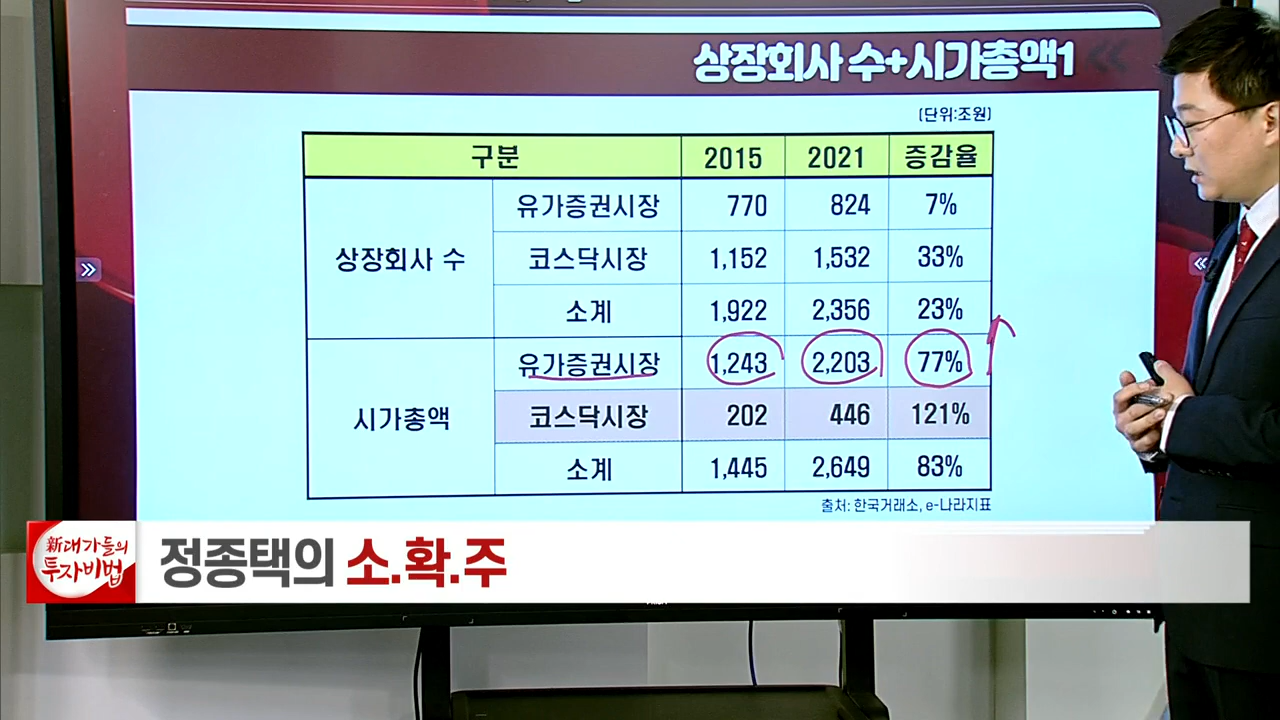 상장회사 수+시가총액1
(단위:조원)
구분 2015 2021 증감율
상장회사 수 유가증권시장 770 824 7%
코스닥시장 1,152 1,532 33%
소계 1,922 2,356 23%
시가총액 유가증권시장 1,243 2,203 77%
코스닥시장 202 446 121%
소계 1,445 2,649 83%
출처: 한국거래소, e-나라지표
新대가들의
투자비법
정종택의 소.확.주